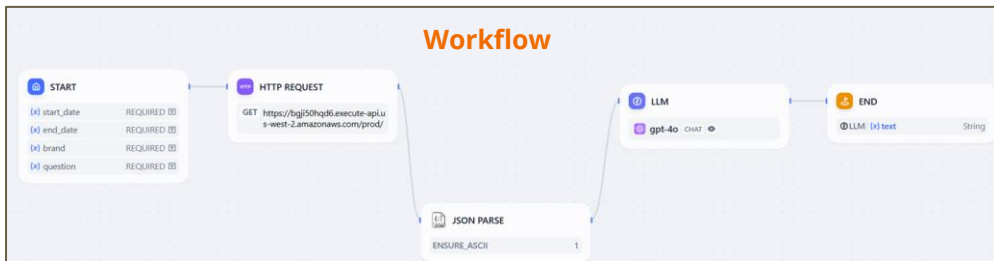 Workflow
START
(x) start_date REQUIRED
(x) end_date REQUIRED
(x) brand REQUIRED
(x) question REQUIRED
HTTP HTTP REQUEST
GET https://bgji50hqd6.execute-api.u
s-west-2.amazonaws.com/prod/
JSON PARSE
ENSURE_ASCII 1
LLM
gpt-4o CHAT
END
LLM (x) text String